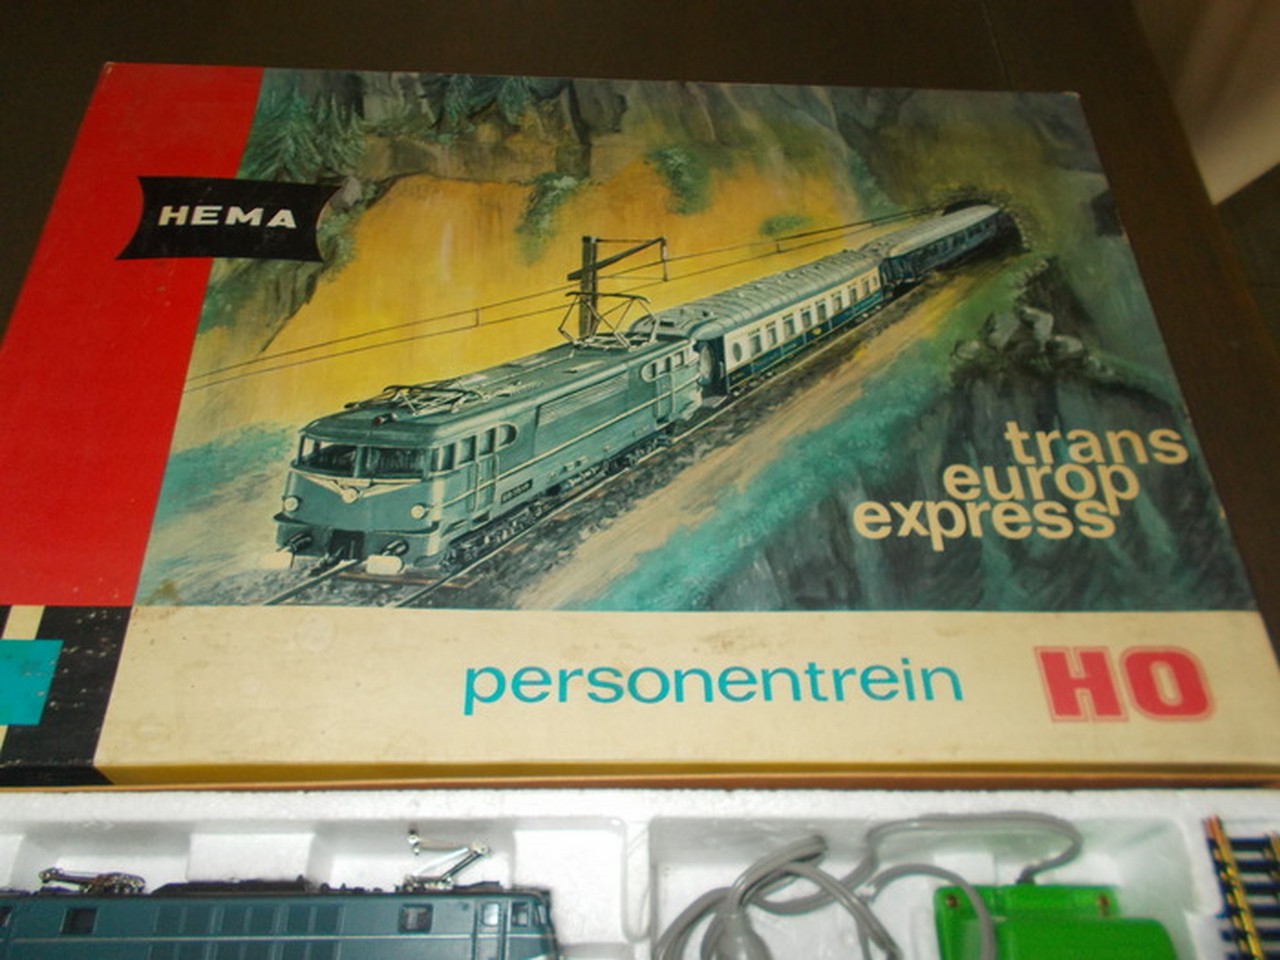 HEMA
trans
europ
express
personentrein
HO